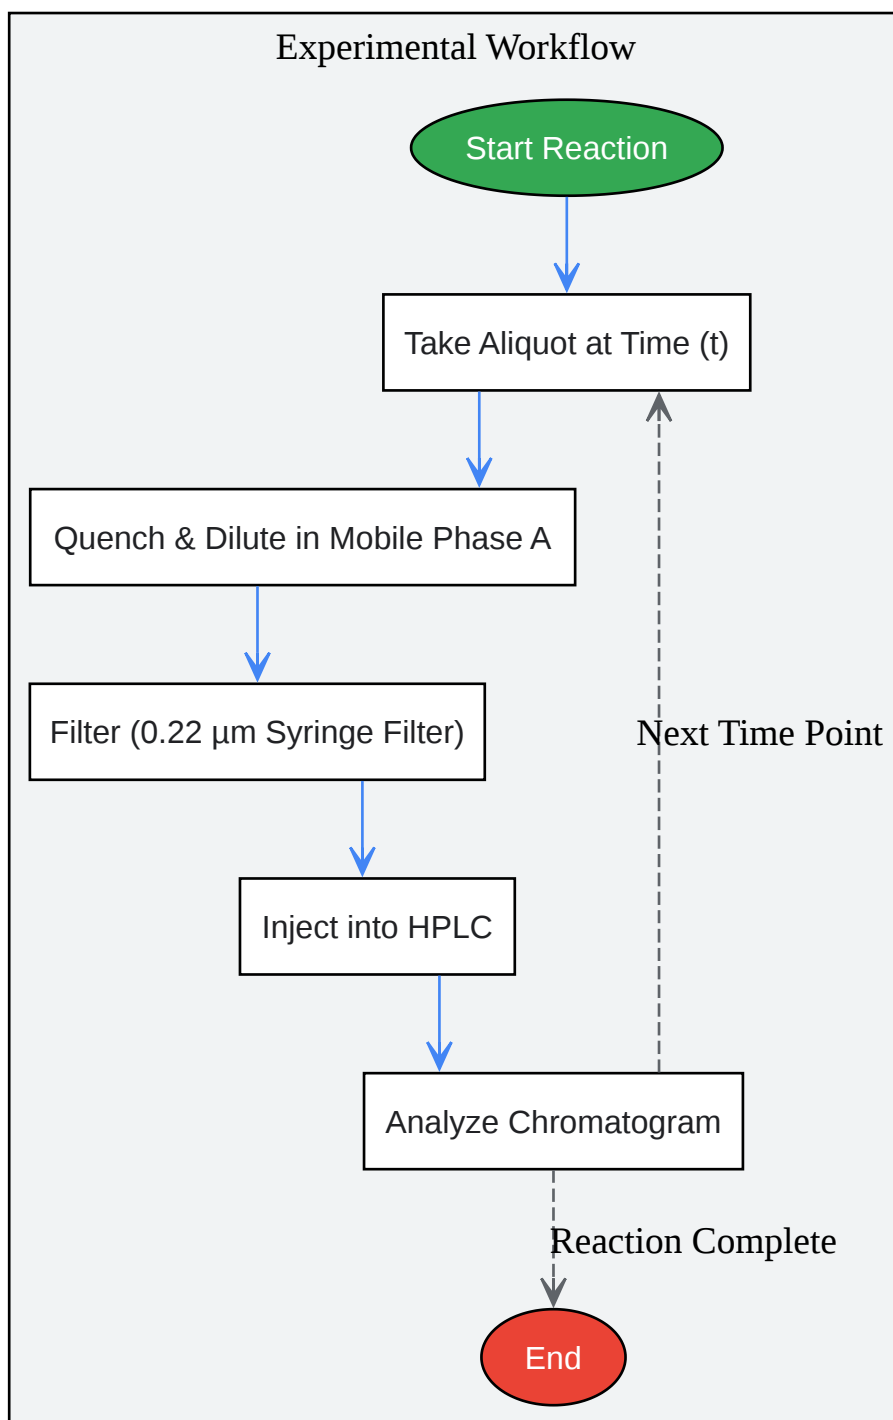 Experimental Workflow
Start Reaction
Take Aliquot at Time (t)
Quench & Dilute in Mobile Phase A
Filter (0.22 µm Syringe Filter)
Next Time Point
Inject into HPLC
Analyze Chromatogram
Reaction Complete
End